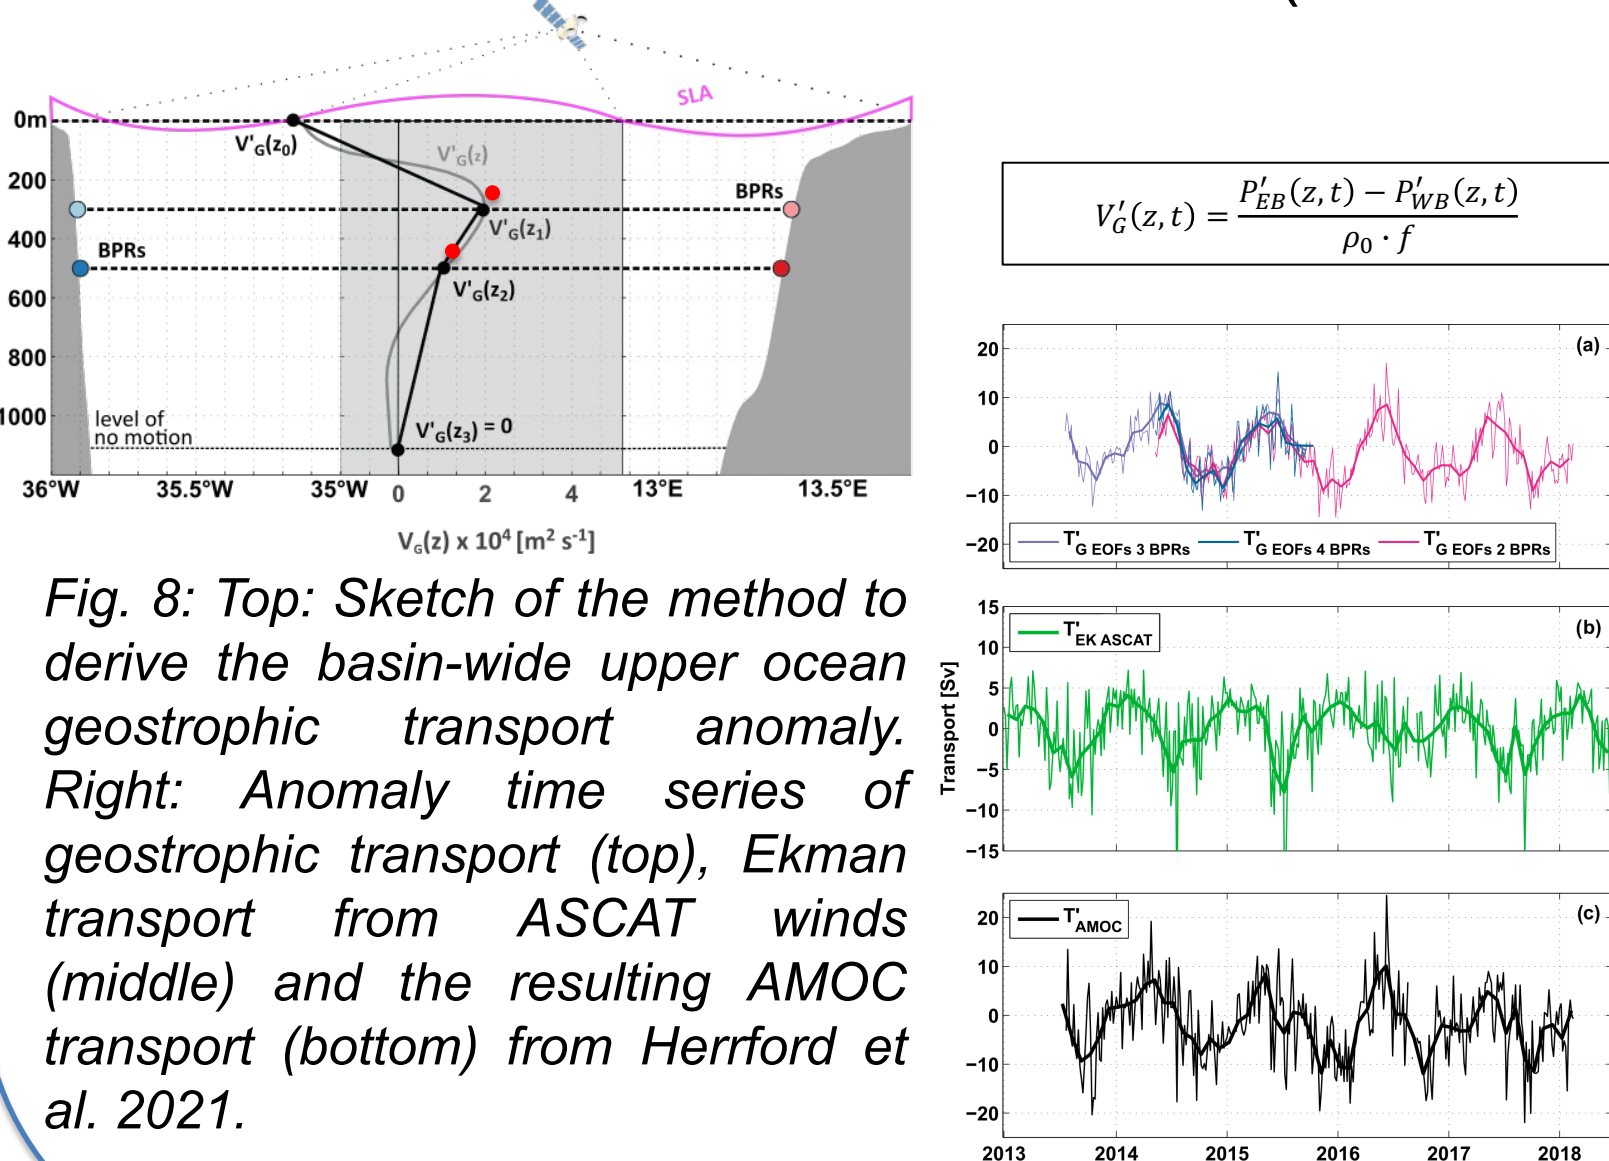 (
SLA
0m
V'G(z0)
V'G(z)
200
BPRs
V'G(z1)
400
BPRs
V'G(z2)
600
800
1000
level of
no motion
V'G(z3) = 0
36°W 35.5°W 35°W 0 2 4 13°E 13.5°E
VG(z) x 10⁴ [m² s⁻¹]
Fig. 8: Top: Sketch of the method to
derive the basin-wide upper ocean
geostrophic transport anomaly.
Right: Anomaly time series of
geostrophic transport (top), Ekman
transport from ASCAT winds
(middle) and the resulting AMOC
transport (bottom) from Herrford et
al. 2021.
V'G(z, t) = (P'EB(z, t) − P'WB(z, t)) / (ρ0 · f)
(a)
20
10
0
−10
−20
T'G EOFs 3 BPRs T'G EOFs 4 BPRs T'G EOFs 2 BPRs
Transport [Sv]
(b)
T'EK ASCAT
15
10
5
0
−5
−10
−15
(c)
T'AMOC
20
10
0
−10
−20
2013 2014 2015 2016 2017 2018